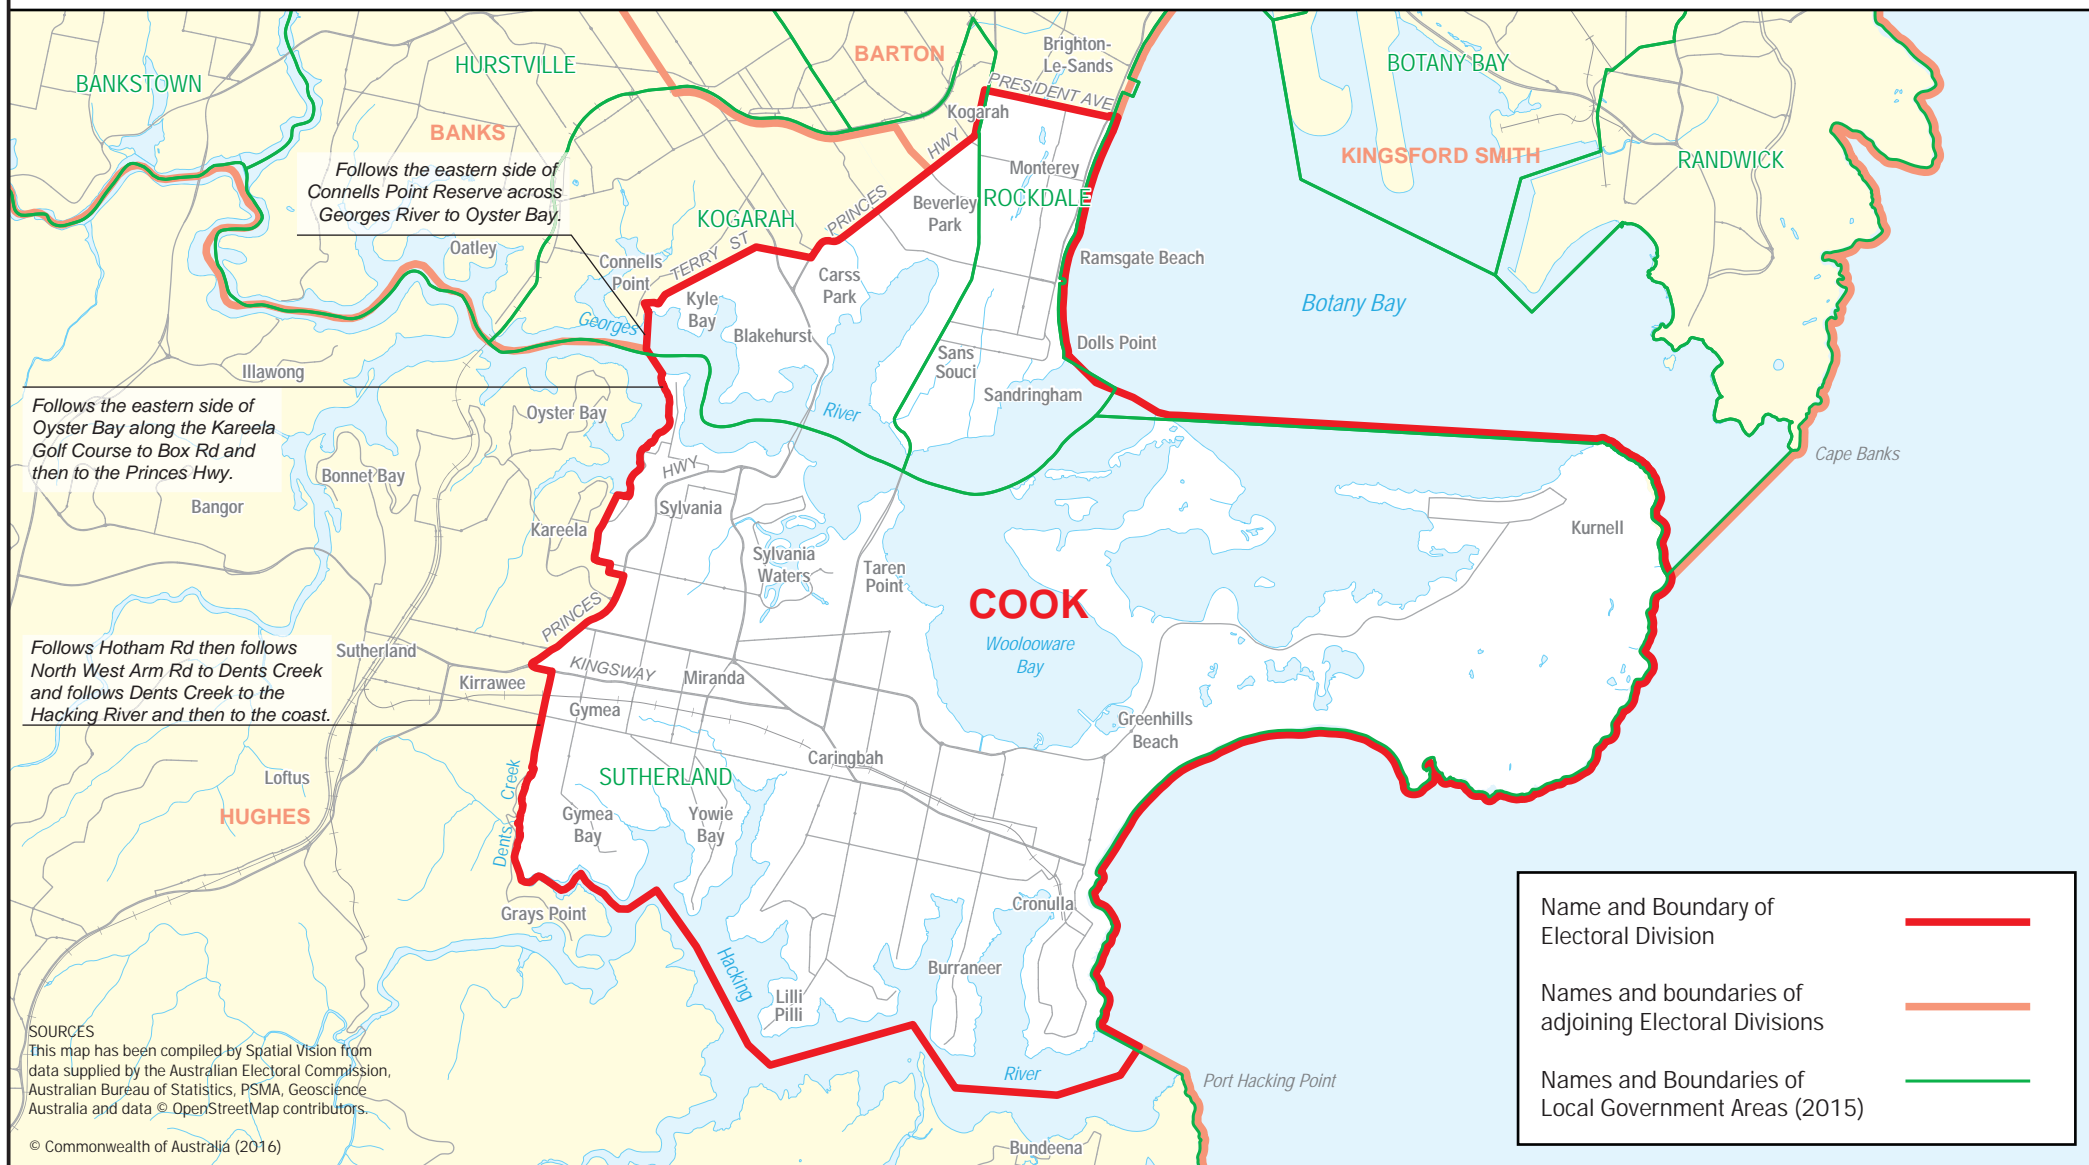 BANKSTOWN
HURSTVILLE
BARTON
Brighton-
Le-Sands
BOTANY BAY
BANKS
PRESIDENT AVE
Kogarah
HWY
KINGSFORD SMITH
RANDWICK
Follows the eastern side of
Connells Point Reserve across
Georges River to Oyster Bay.
Monterey
ROCKDALE
Beverley
Park
PRINCES
KOGARAH
TERRY ST
Oatley
Connells
Point
Carss
Park
Ramsgate Beach
Kyle
Bay
Botany Bay
Georges
Blakehurst
Dolls Point
Sans
Souci
Illawong
Sandringham
Follows the eastern side of
Oyster Bay along the Kareela
Golf Course to Box Rd and
then to the Princes Hwy.
Oyster Bay
River
Cape Banks
Bonnet Bay
HWY
Bangor
Sylvania
Kareela
Kurnell
Sylvania
Waters
Taren
Point
COOK
Woolooware
Bay
PRINCES
Follows Hotham Rd then follows
North West Arm Rd to Dents Creek
and follows Dents Creek to the
Hacking River and then to the coast.
Sutherland
Kirrawee
KINGSWAY
Miranda
Gymea
Greenhills
Beach
Caringbah
Loftus
SUTHERLAND
HUGHES
Dents Creek
Gymea
Bay
Yowie
Bay
Grays Point
Cronulla
Hacking
Burraneer
Lilli
Pilli
River
Port Hacking Point
Bundeena
Name and Boundary of
Electoral Division
Names and boundaries of
adjoining Electoral Divisions
Names and Boundaries of
Local Government Areas (2015)
SOURCES
This map has been compiled by Spatial Vision from
data supplied by the Australian Electoral Commission,
Australian Bureau of Statistics, PSMA, Geoscience
Australia and data © OpenStreetMap contributors.
© Commonwealth of Australia (2016)